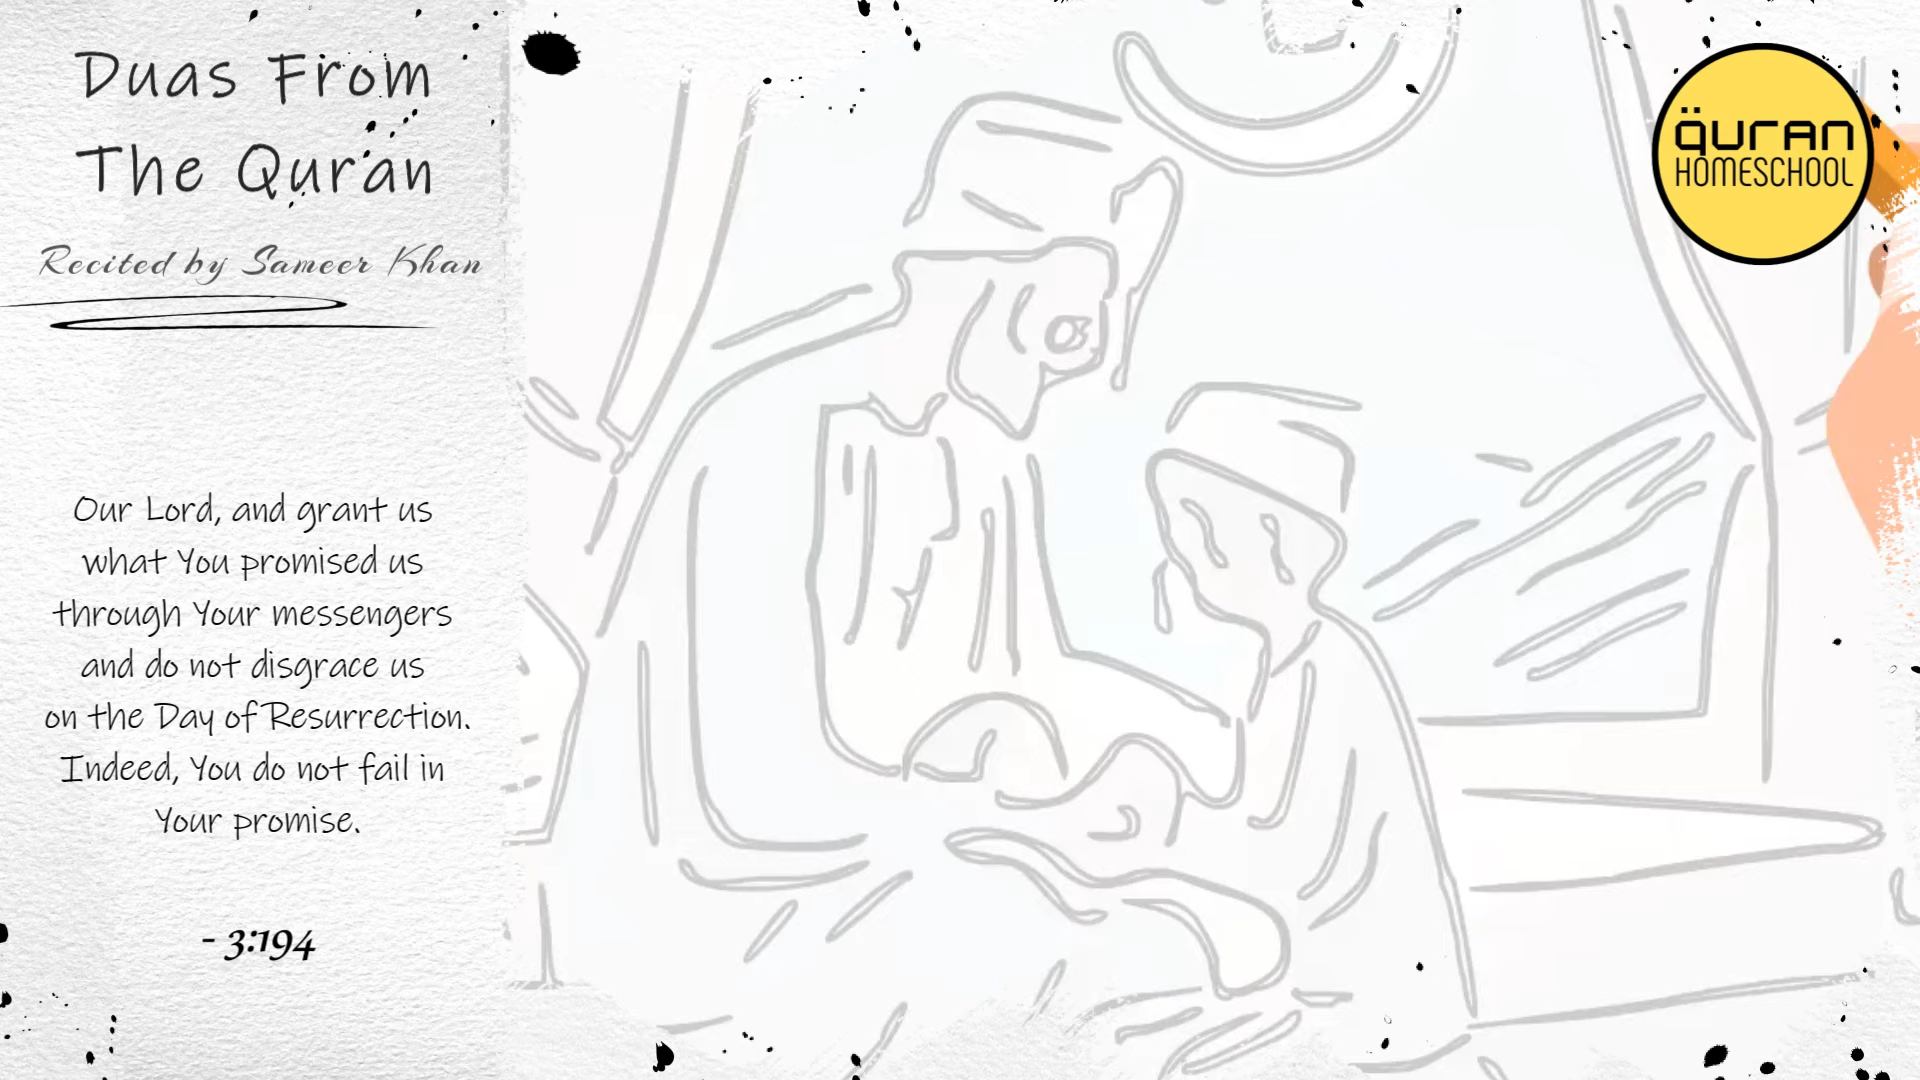 Duas From
The Quran
Recited by Sameer Khan
Our Lord, and grant us
what You promised us
through Your messengers
and do not disgrace us
on the Day of Resurrection.
Indeed, You do not fail in
Your promise.
- 3:194
QURAN
HOMESCHOOL